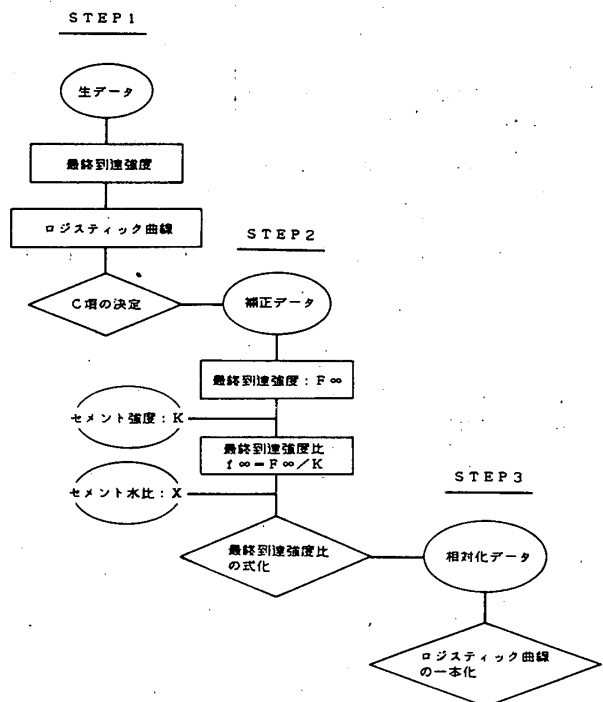 STEP1
生データ
最終到達強度
ロジスティック曲線
C項の決定
STEP2
補正データ
最終到達強度:F∞
セメント強度:K
最終到達強度比
f∞=F∞/K
セメント水比:X
最終到達強度比
の式化
STEP3
相対化データ
ロジスティック曲線
の一本化